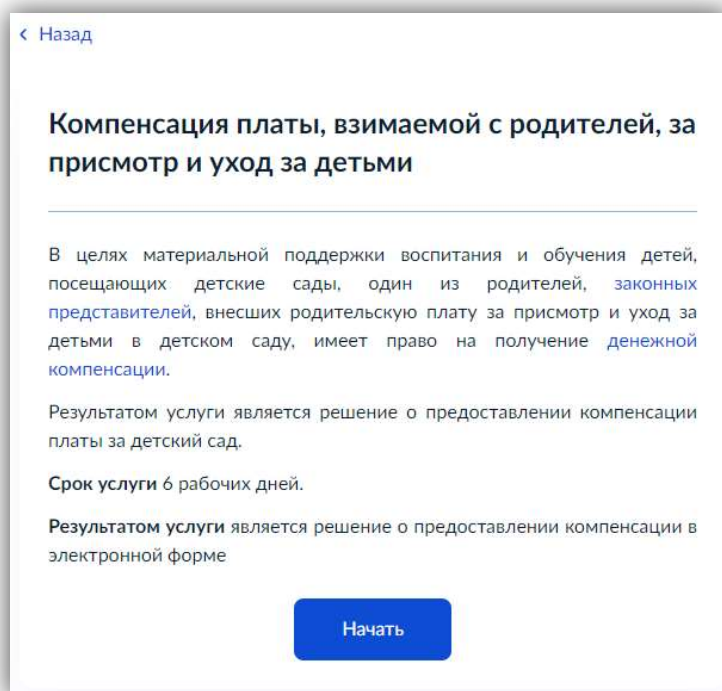 ‹ Назад
Компенсация платы, взимаемой с родителей, за
присмотр и уход за детьми
В целях материальной поддержки воспитания и обучения детей,
посещающих детские сады, один из родителей, законных
представителей, внесших родительскую плату за присмотр и уход за
детьми в детском саду, имеет право на получение денежной
компенсации.
Результатом услуги является решение о предоставлении компенсации
платы за детский сад.
Срок услуги 6 рабочих дней.
Результатом услуги является решение о предоставлении компенсации в
электронной форме
Начать